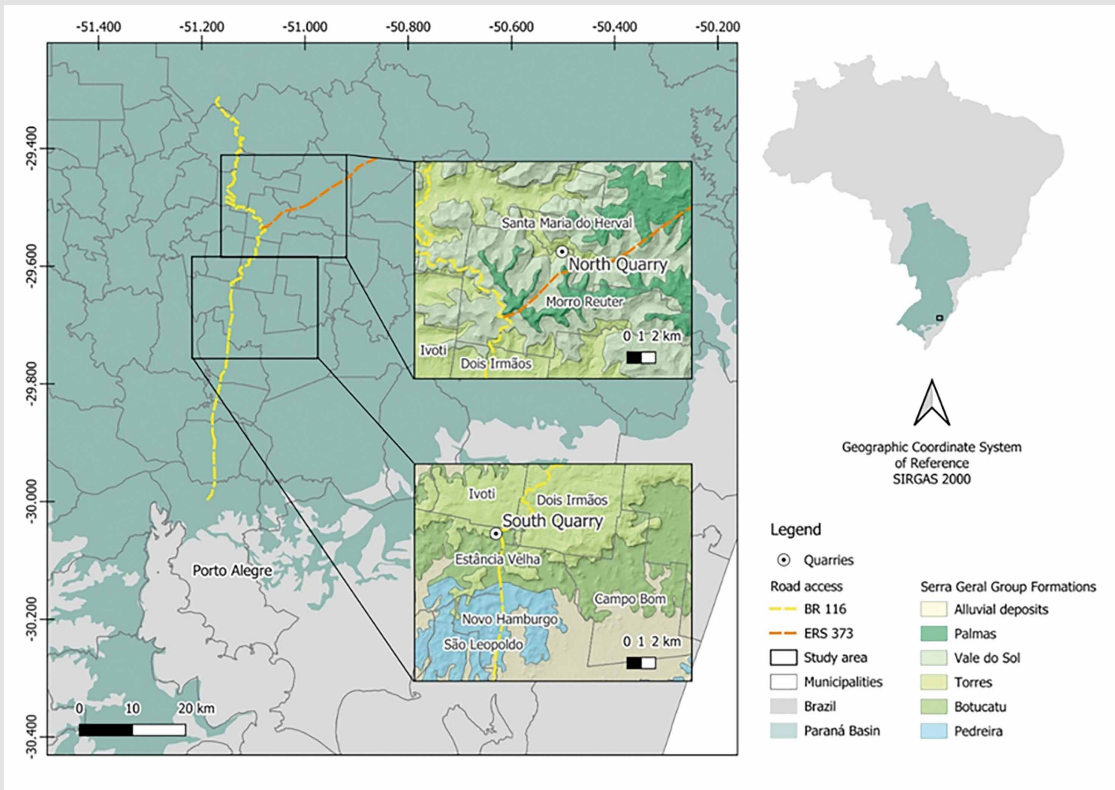 -51.400 -51.200 -51.000 -50.800 -50.600 -50.400 -50.200
-29.400
-29.600
-29.800
-30.000
-30.200
-30.400
Santa Maria do Herval
North Quarry
Morro Reuter
Ivoti
Dois Irmãos
0 1 2 km
Ivoti
Dois Irmãos
South Quarry
Estância Velha
Campo Bom
Novo Hamburgo
São Leopoldo
0 1 2 km
Porto Alegre
0 10 20 km
Geographic Coordinate System
of Reference
SIRGAS 2000
Legend
Quarries
Road access
BR 116
ERS 373
Study area
Municipalities
Brazil
Paraná Basin
Serra Geral Group Formations
Alluvial deposits
Palmas
Vale do Sol
Torres
Botucatu
Pedreira